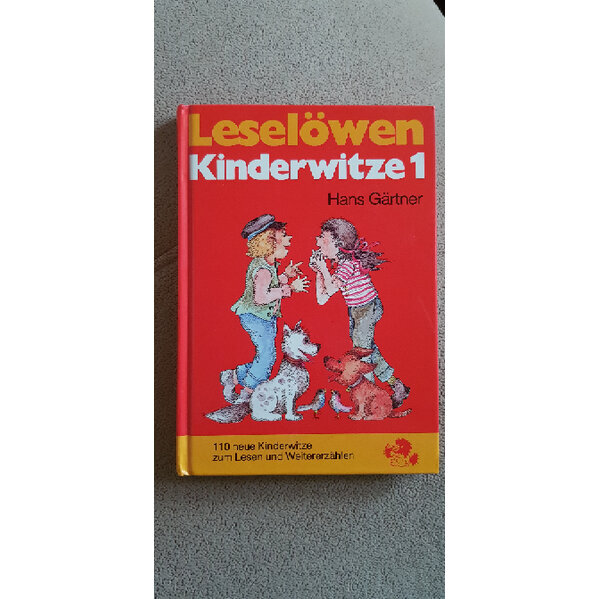 Leselöwen
Kinderwitze 1
Hans Gärtner
110 neue Kinderwitze
zum Lesen und Weitererzählen